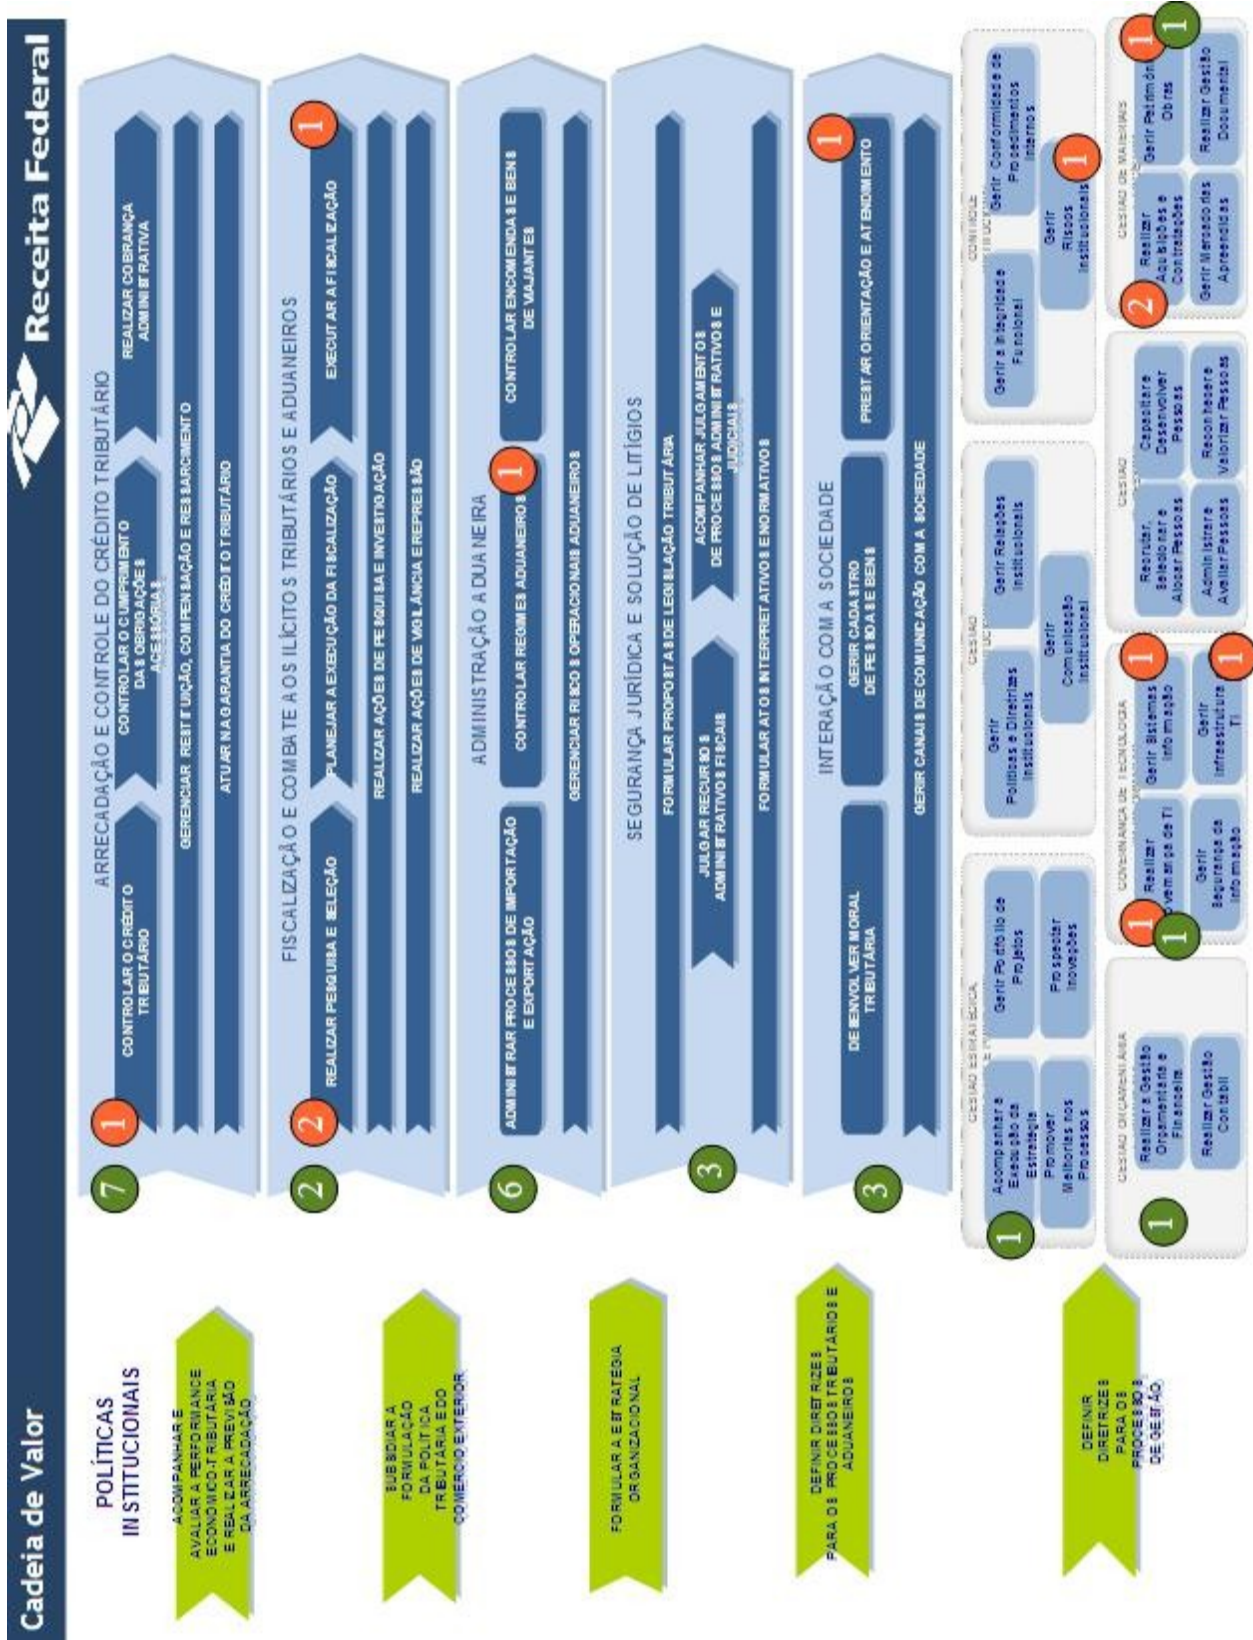 Cadeia de Valor
Receita Federal
POLÍTICAS
INSTITUCIONAIS
ACOMPANHAR E
AVALIAR A PERFORMANCE
ECONOMICO-TRIBUTÁRIA
E REALIZAR A PREVISÃO
DA ARRECADAÇÃO
SUBSIDIAR A
FORMULAÇÃO
DA POLÍTICA
TRIBUTÁRIA E DO
COMÉRCIO EXTERIOR
FORMULAR A ESTRATÉGIA
ORGANIZACIONAL
DEFINIR DIRETRIZES
PARA OS PROCESSOS TRIBUTÁRIOS E
ADUANEIROS
DEFINIR
DIRETRIZES
PARA OS
PROCESSOS
DE GESTÃO
ARRECADAÇÃO E CONTROLE DO CRÉDITO TRIBUTÁRIO
7
1
CONTROLAR O CRÉDITO
TRIBUTÁRIO
CONTROLAR O CUMPRIMENTO
DAS OBRIGAÇÕES
ACESSÓRIAS
REALIZAR COBRANÇA
ADMINISTRATIVA
GERENCIAR RESTITUIÇÃO, COMPENSAÇÃO E RESSARCIMENTO
ATUAR NA GARANTIA DO CRÉDITO TRIBUTÁRIO
FISCALIZAÇÃO E COMBATE AOS ILÍCITOS TRIBUTÁRIOS E ADUANEIROS
2
2
REALIZAR PESQUISA E SELEÇÃO
PLANEJAR A EXECUÇÃO DA FISCALIZAÇÃO
EXECUTAR A FISCALIZAÇÃO
1
REALIZAR AÇÕES DE PESQUISA E INVESTIGAÇÃO
REALIZAR AÇÕES DE VIGILÂNCIA E REPRESSÃO
ADMINISTRAÇÃO ADUANEIRA
6
ADMINISTRAR PROCESSOS DE IMPORTAÇÃO
E EXPORTAÇÃO
CONTROLAR REGIMES ADUANEIROS
1
CONTROLAR ENCOMENDAS E BENS
DE VIAJANTES
GERENCIAR RISCOS OPERACIONAIS ADUANEIROS
SEGURANÇA JURÍDICA E SOLUÇÃO DE LITÍGIOS
FORMULAR PROPOSTAS DE LEGISLAÇÃO TRIBUTÁRIA
3
JULGAR RECURSOS
ADMINISTRATIVOS FISCAIS
ACOMPANHAR JULGAMENTOS
DE PROCESSOS ADMINISTRATIVOS E
JUDICIAIS
FORMULAR ATOS INTERPRETATIVOS E NORMATIVOS
INTERAÇÃO COM A SOCIEDADE
3
DESENVOLVER MORAL
TRIBUTÁRIA
GERIR CADASTRO
DE PESSOAS E BENS
PRESTAR ORIENTAÇÃO E ATENDIMENTO
1
GERIR CANAIS DE COMUNICAÇÃO COM A SOCIEDADE
GESTÃO ESTRATÉGICA,
Acompanhar a
Execução da
Estratégia
1
Gerir Portfólio de
Projetos
Promover
Melhorias nos
Processos
Prospectar
Inovações
GESTÃO
Gerir
Políticas e Diretrizes
Institucionais
Gerir Relações
Institucionais
Gerir
Comunicação
Institucional
CONTROLE
Gerir a Integridade
Funcional
Gerir Conformidade de
Procedimentos
Internos
Gerir
Riscos
Institucionais
1
GESTÃO ORÇAMENTÁRIA
1
Realizar a Gestão
Orçamentária e
Financeira
Realizar Gestão
Contábil
GOVERNANÇA DE TECNOLOGIA
1
1
Realizar
vernança de TI
Gerir Sistemas
Informação
1
Gerir
Segurança da
Informação
Gerir
Infraestrutura
TI
1
GESTÃO
Recrutar,
Selecionar e
Alocar Pessoas
Capacitar e
Desenvolver
Pessoas
Administrar e
Avaliar Pessoas
Reconhecer e
Valorizar Pessoas
GESTÃO DE MATERIAIS
2
Realizar
Aquisições e
Contratações
Gerir Patrimôn
Obras
1
1
Gerir Mercadorias
Apreendidas
Realizar Gestão
Documental